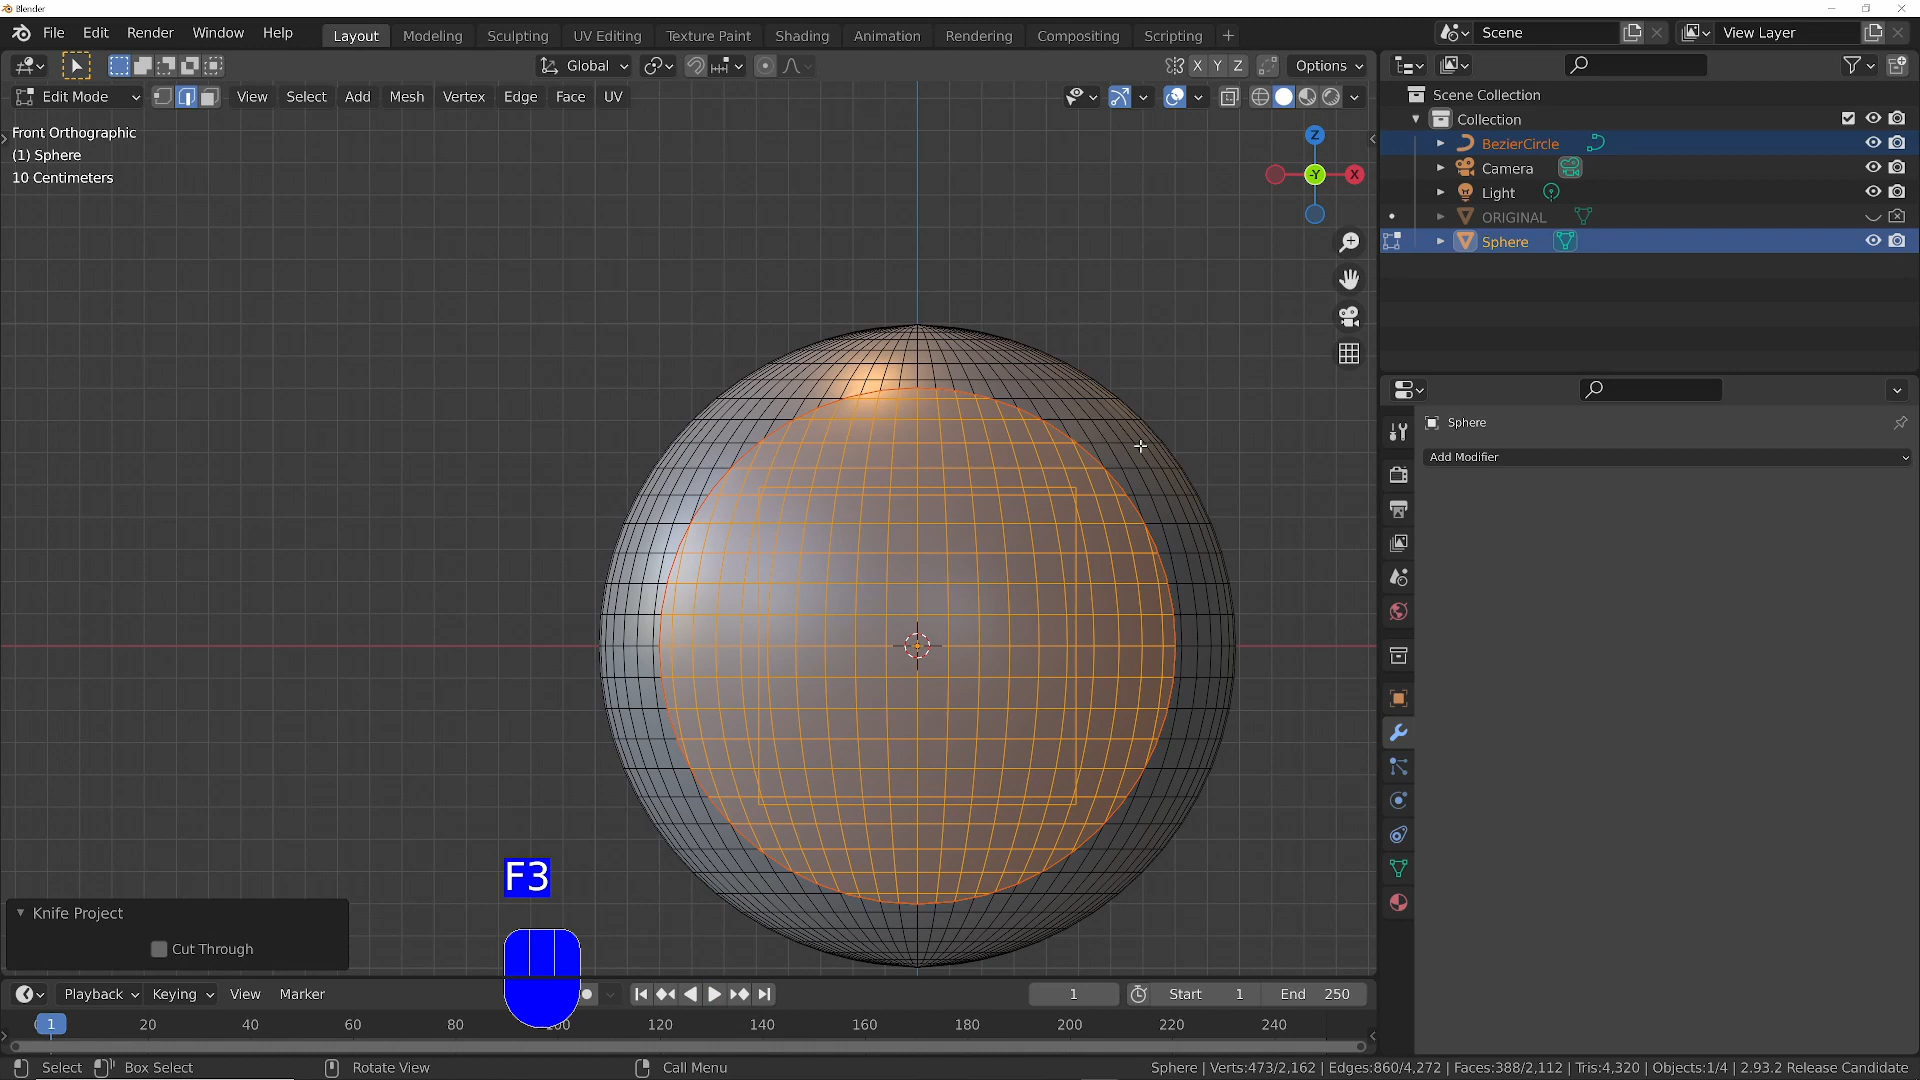 Blender
File Edit Render Window Help Layout Modeling Sculpting UV Editing Texture Paint Shading Animation Rendering Compositing Scripting + Scene View Layer
Global X Y Z Options
Edit Mode View Select Add Mesh Vertex Edge Face UV
Front Orthographic
(1) Sphere
10 Centimeters
Z
-Y
X
Scene Collection
Collection
BezierCircle
Camera
Light
ORIGINAL
Sphere
Sphere
Add Modifier
F3
Knife Project
Cut Through
Playback Keying View Marker 1 Start 1 End 250
1 20 40 60 80 100 120 140 160 180 200 220 240
Select Box Select Rotate View Call Menu Sphere | Verts:473/2,162 | Edges:860/4,272 | Faces:388/2,112 | Tris:4,320 | Objects:1/4 | 2.93.2 Release Candidate